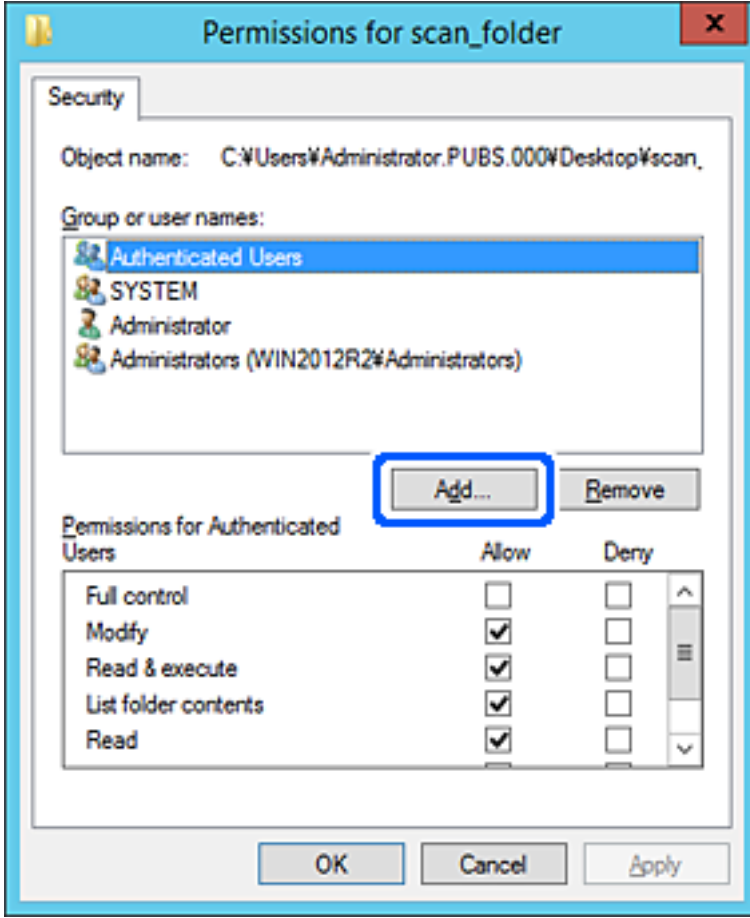 Permissions for scan_folder
x
Security
Object name: C:¥Users¥Administrator.PUBS.000¥Desktop¥scan_
Group or user names:
Authenticated Users
SYSTEM
Administrator
Administrators (WIN2012R2¥Administrators)
Add... Remove
Permissions for Authenticated
Users Allow Deny
Full control
Modify
Read & execute
List folder contents
Read
OK Cancel Apply